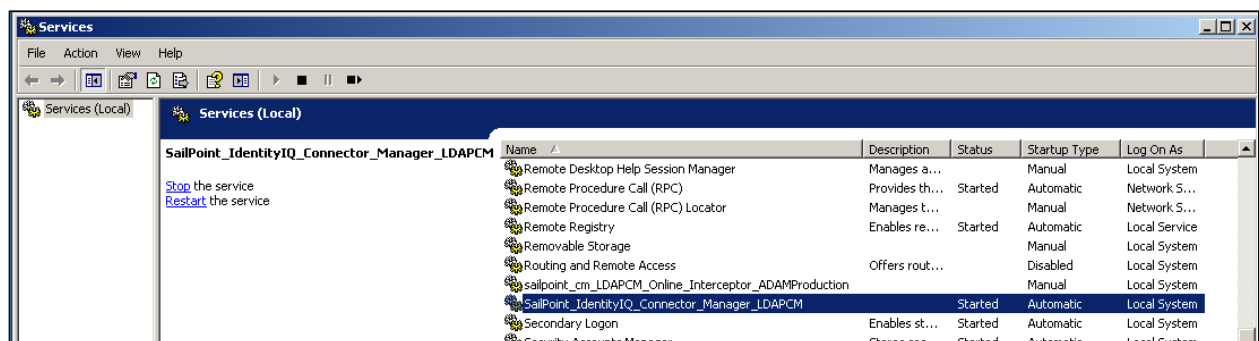 Services
File Action View Help
Services (Local)
Services (Local)
SailPoint_IdentityIQ_Connector_Manager_LDAPCM
Stop the service
Restart the service
Name Description Status Startup Type Log On As
Remote Desktop Help Session Manager Manages a... Manual Local System
Remote Procedure Call (RPC) Provides th... Started Automatic Network S...
Remote Procedure Call (RPC) Locator Manages t... Manual Network S...
Remote Registry Enables re... Started Automatic Local Service
Removable Storage Manual Local System
Routing and Remote Access Offers rout... Disabled Local System
sailpoint_cm_LDAPCM_Online_Interceptor_ADAMProduction Manual Local System
SailPoint_IdentityIQ_Connector_Manager_LDAPCM Started Automatic Local System
Secondary Logon Enables st... Started Automatic Local System